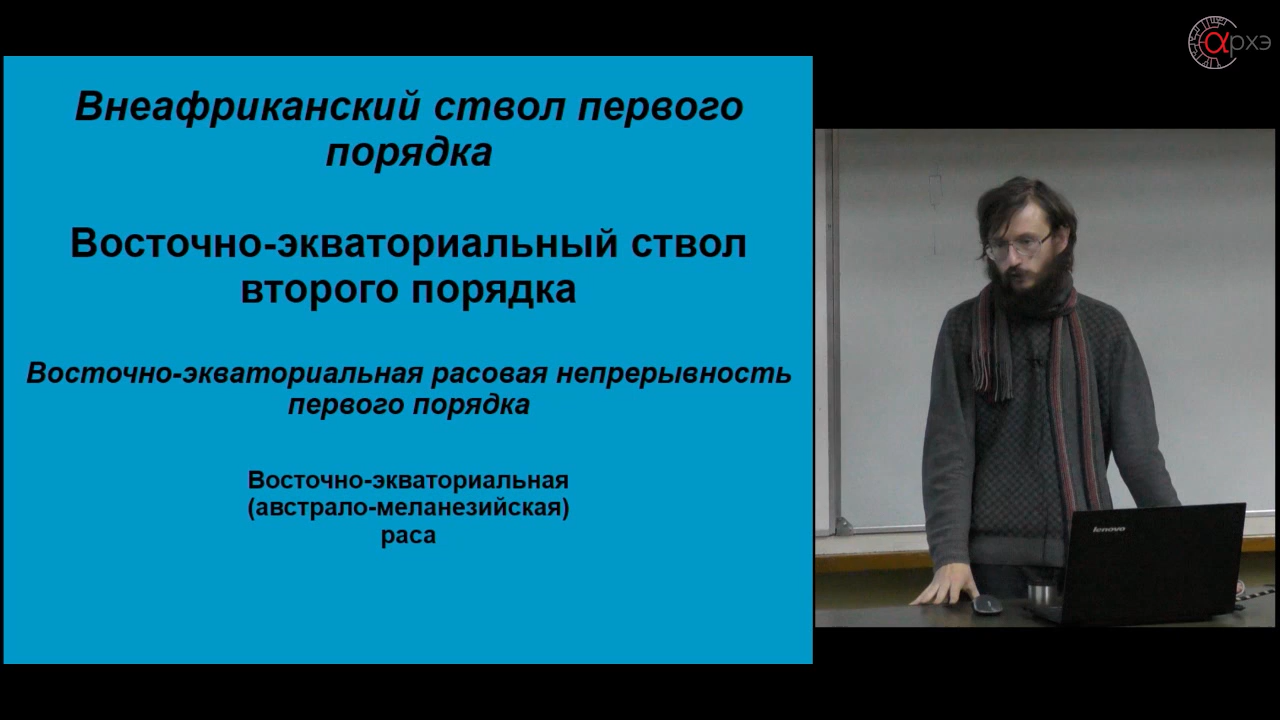 Внеафриканский ствол первого
порядка
Восточно-экваториальный ствол
второго порядка
Восточно-экваториальная расовая непрерывность
первого порядка
Восточно-экваториальная
(австрало-меланезийская)
раса
αрхэ
lenovo